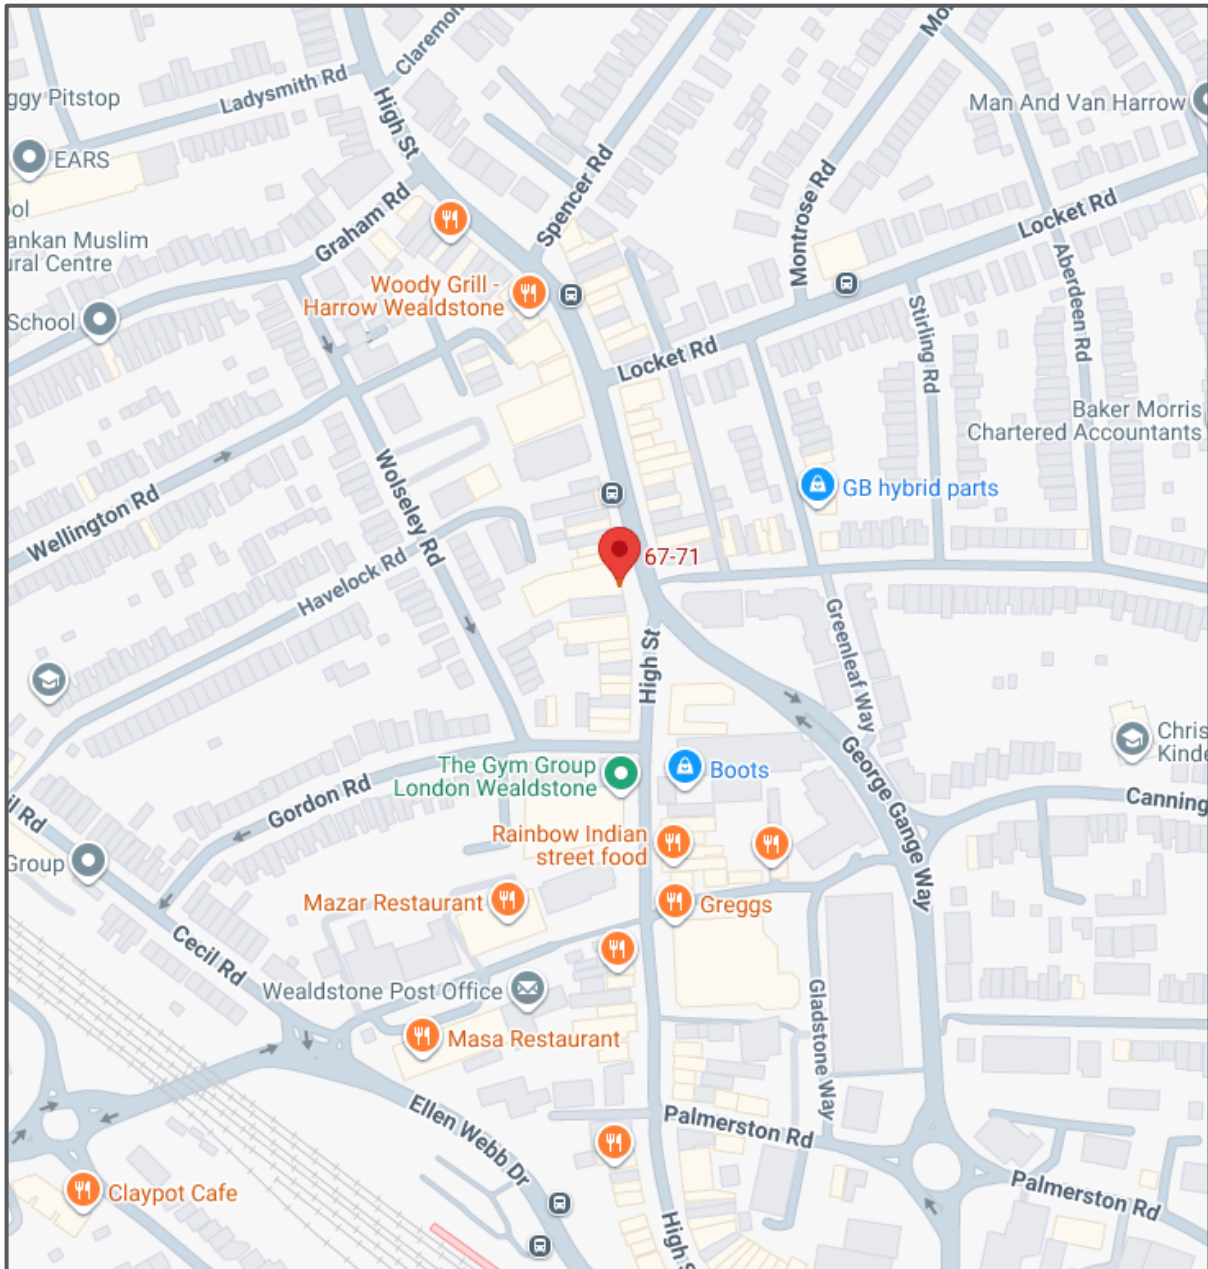 Claremon
Mo
ggy Pitstop
Ladysmith Rd
High St
Man And Van Harrow
EARS
ool
Spencer Rd
Montrose Rd
Locket Rd
ankan Muslim
ural Centre
Graham Rd
Aberdeen Rd
Woody Grill -
Harrow Wealdstone
School
Stirling Rd
Locket Rd
Baker Morris
Chartered Accountants
Wellington Rd
Wolseley Rd
GB hybrid parts
67-71
Havelock Rd
High St
Greenleaf Way
Chris
Kinde
George Gange Way
The Gym Group
London Wealdstone
Boots
Gordon Rd
Canning
il Rd
Rainbow Indian
street food
Group
Mazar Restaurant
Greggs
Cecil Rd
Wealdstone Post Office
Gladstone Way
Masa Restaurant
Ellen Webb Dr
Palmerston Rd
Claypot Cafe
Palmerston Rd
High S